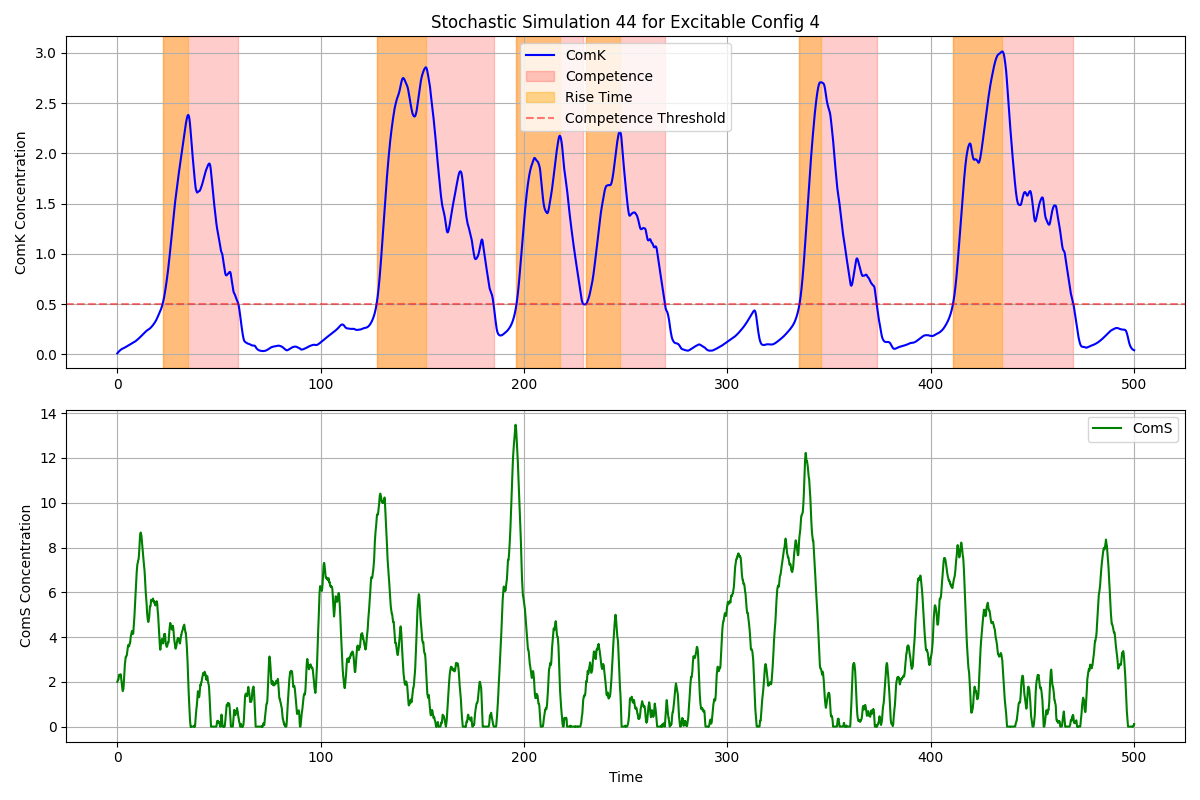 Stochastic Simulation 44 for Excitable Config 4
ComK Concentration
3.0
2.5
2.0
1.5
1.0
0.5
0.0
ComK
Competence
Rise Time
Competence Threshold
0 100 200 300 400 500
ComS Concentration
14
12
10
8
6
4
2
0
ComS
0 100 200 300 400 500
Time